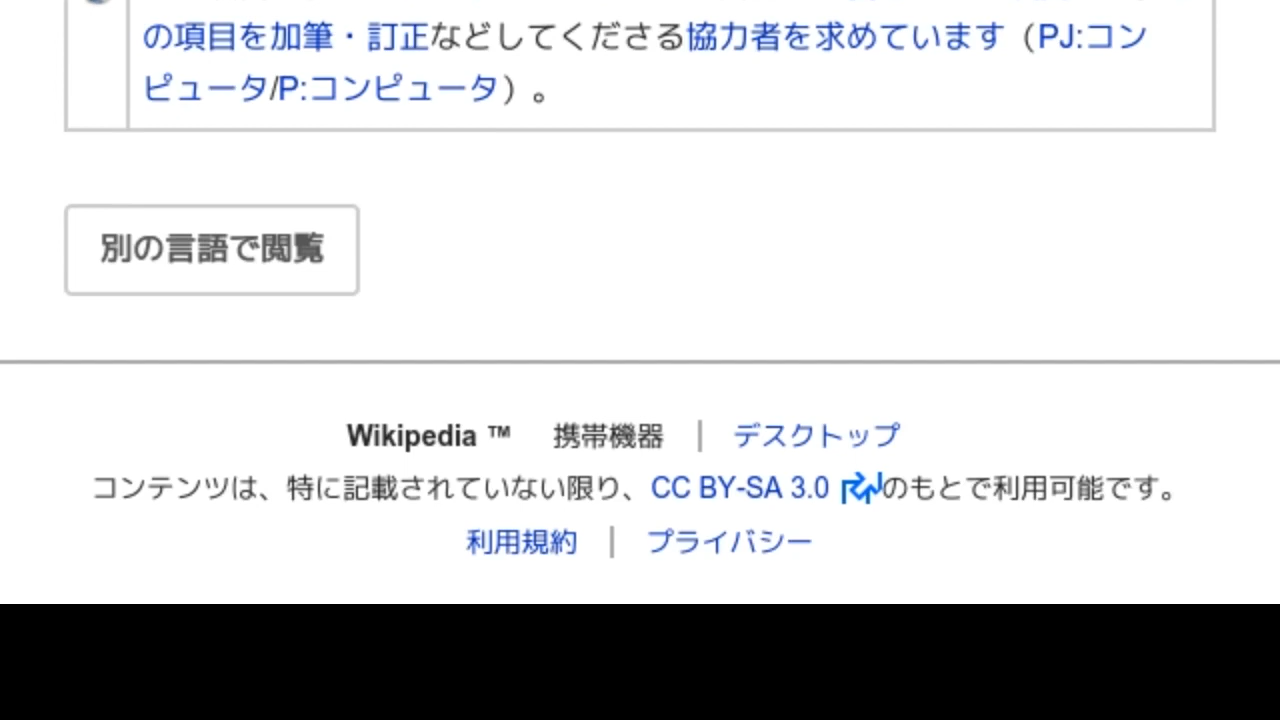 の項目を加筆・訂正などしてくださる協力者を求めています（PJ:コン
ピュータ/P:コンピュータ）。
別の言語で閲覧
Wikipedia ™ 携帯機器 | デスクトップ
コンテンツは、特に記載されていない限り、CC BY-SA 3.0 のもとで利用可能です。
利用規約 | プライバシー